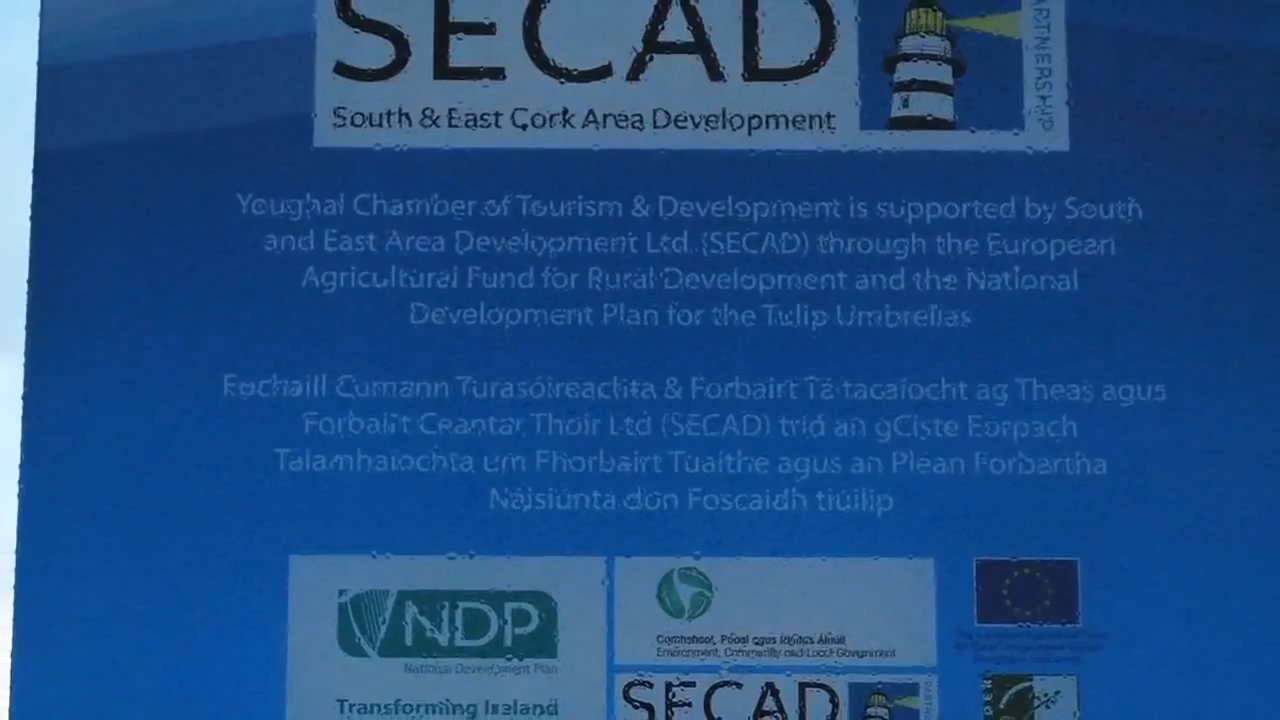 SECAD
PARTNERSHIP
South & East Cork Area Development
Youghal Chamber of Tourism & Development is supported by South
and East Area Development Ltd. (SECAD) through the European
Agricultural Fund for Rural Development and the National
Development Plan for the Tulip Umbrellas
Eochaill Cumann Turasóireachta & Forbairt Tá tacaíocht ag Theas agus
Forbairt Ceantar Thoir Ltd (SECAD) tríd an gCiste Eorpach
Talamhaíochta um Fhorbairt Tuaithe agus an Plean Forbartha
Náisiúnta don Foscaidh tiúilip
NDP
National Development Plan
Transforming Ireland
Comhshaol, Pobal agus Rialtas Áitiúil
Environment, Community and Local Government
SECAD